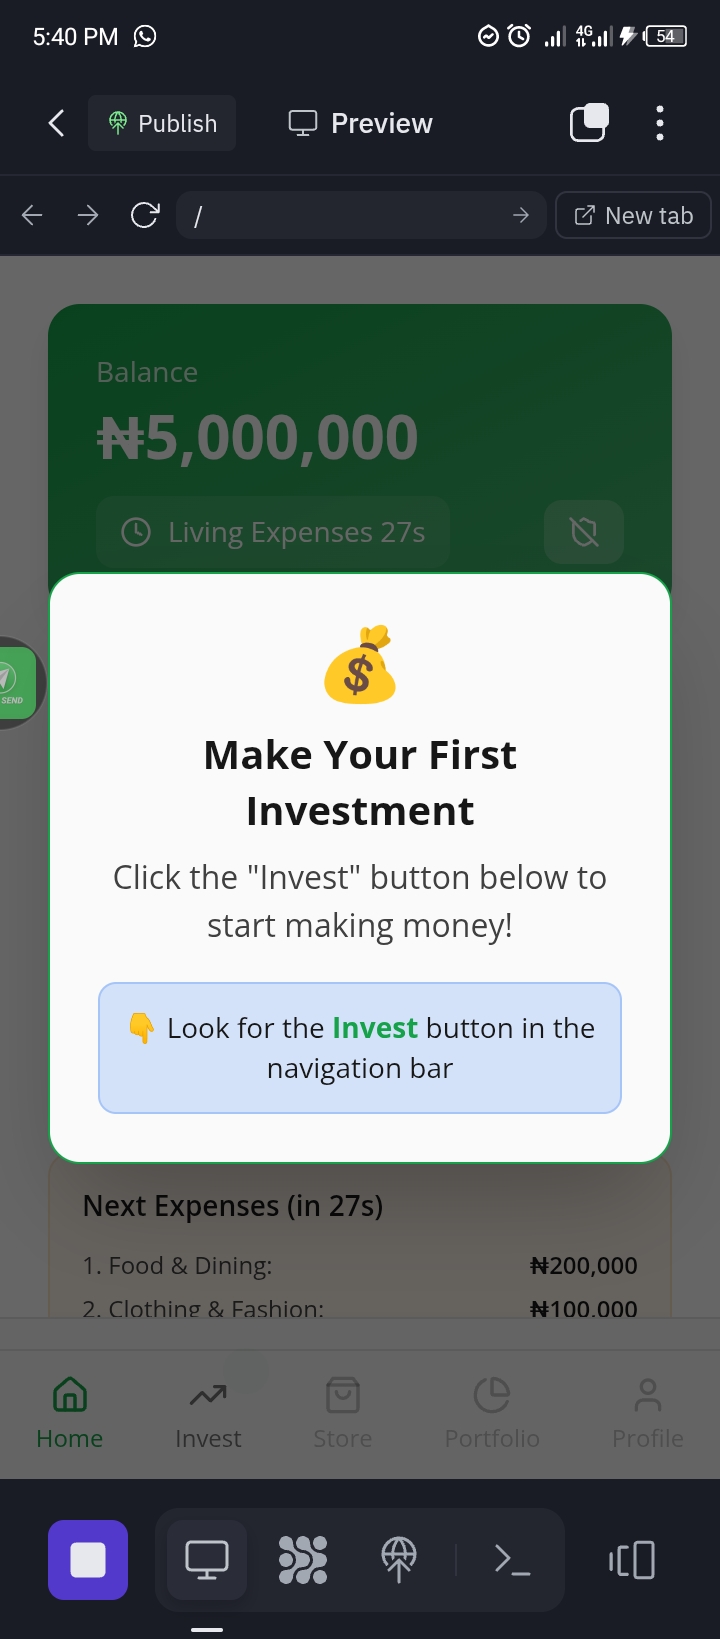 5:40 PM
4G
54
Publish
Preview
/
New tab
Balance
₦5,000,000
Living Expenses 27s
SEND
Make Your First
Investment
Click the "Invest" button below to
start making money!
👇 Look for the Invest button in the
navigation bar
Next Expenses (in 27s)
1. Food & Dining: ₦200,000
2. Clothing & Fashion: ₦100,000
Home
Invest
Store
Portfolio
Profile